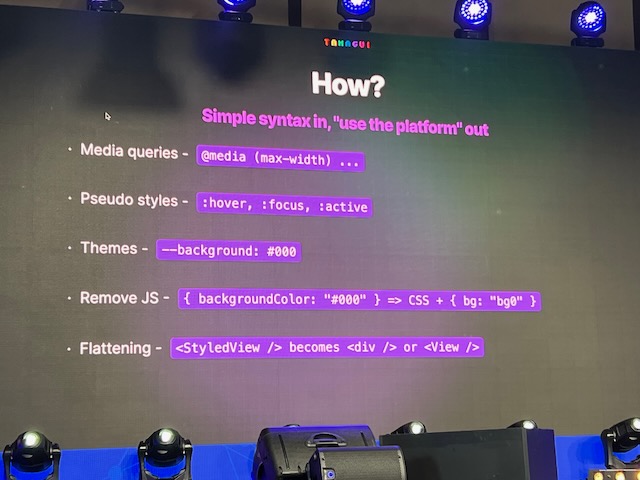 TAMAGUI
How?
Simple syntax in, "use the platform" out
· Media queries - @media (max-width) ...
· Pseudo styles - :hover, :focus, :active
· Themes - --background: #000
· Remove JS - { backgroundColor: "#000" } => CSS + { bg: "bg0" }
· Flattening - <StyledView /> becomes <div /> or <View />